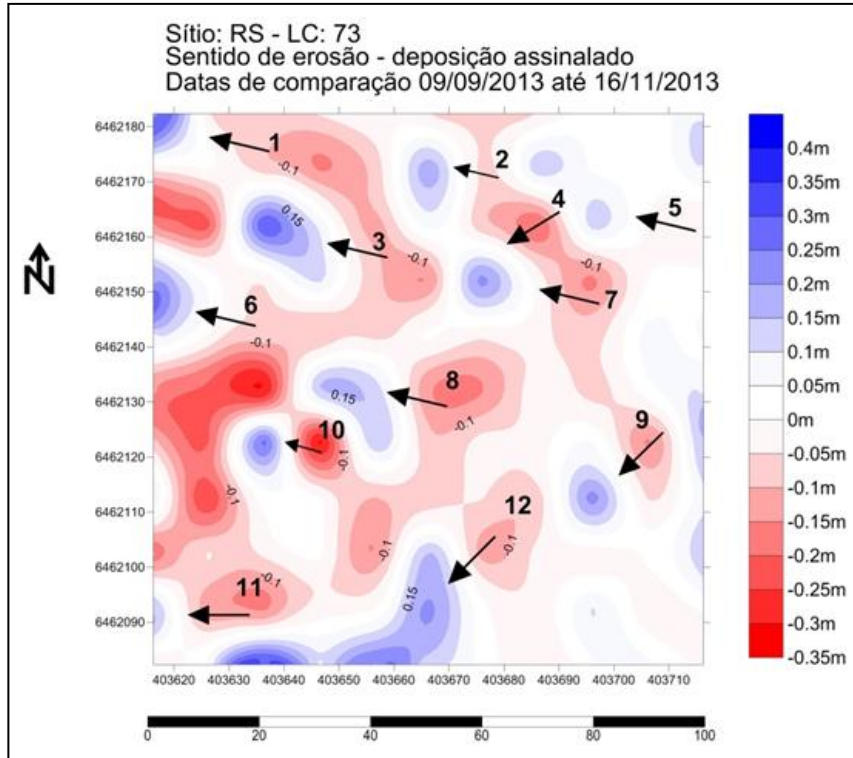 Sítio: RS - LC: 73
Sentido de erosão - deposição assinalado
Datas de comparação 09/09/2013 até 16/11/2013
N
6462180
6462170
6462160
6462150
6462140
6462130
6462120
6462110
6462100
6462090
403620 403630 403640 403650 403660 403670 403680 403690 403700 403710
1
2
3
4
5
6
7
8
9
10
11
12
-0.1
0.15
-0.1
-0.1
-0.1
0.15
-0.1
-0.1
-0.1
-0.1
-0.1
-0.1
0.15
0.4m
0.35m
0.3m
0.25m
0.2m
0.15m
0.1m
0.05m
0m
-0.05m
-0.1m
-0.15m
-0.2m
-0.25m
-0.3m
-0.35m
0 20 40 60 80 100